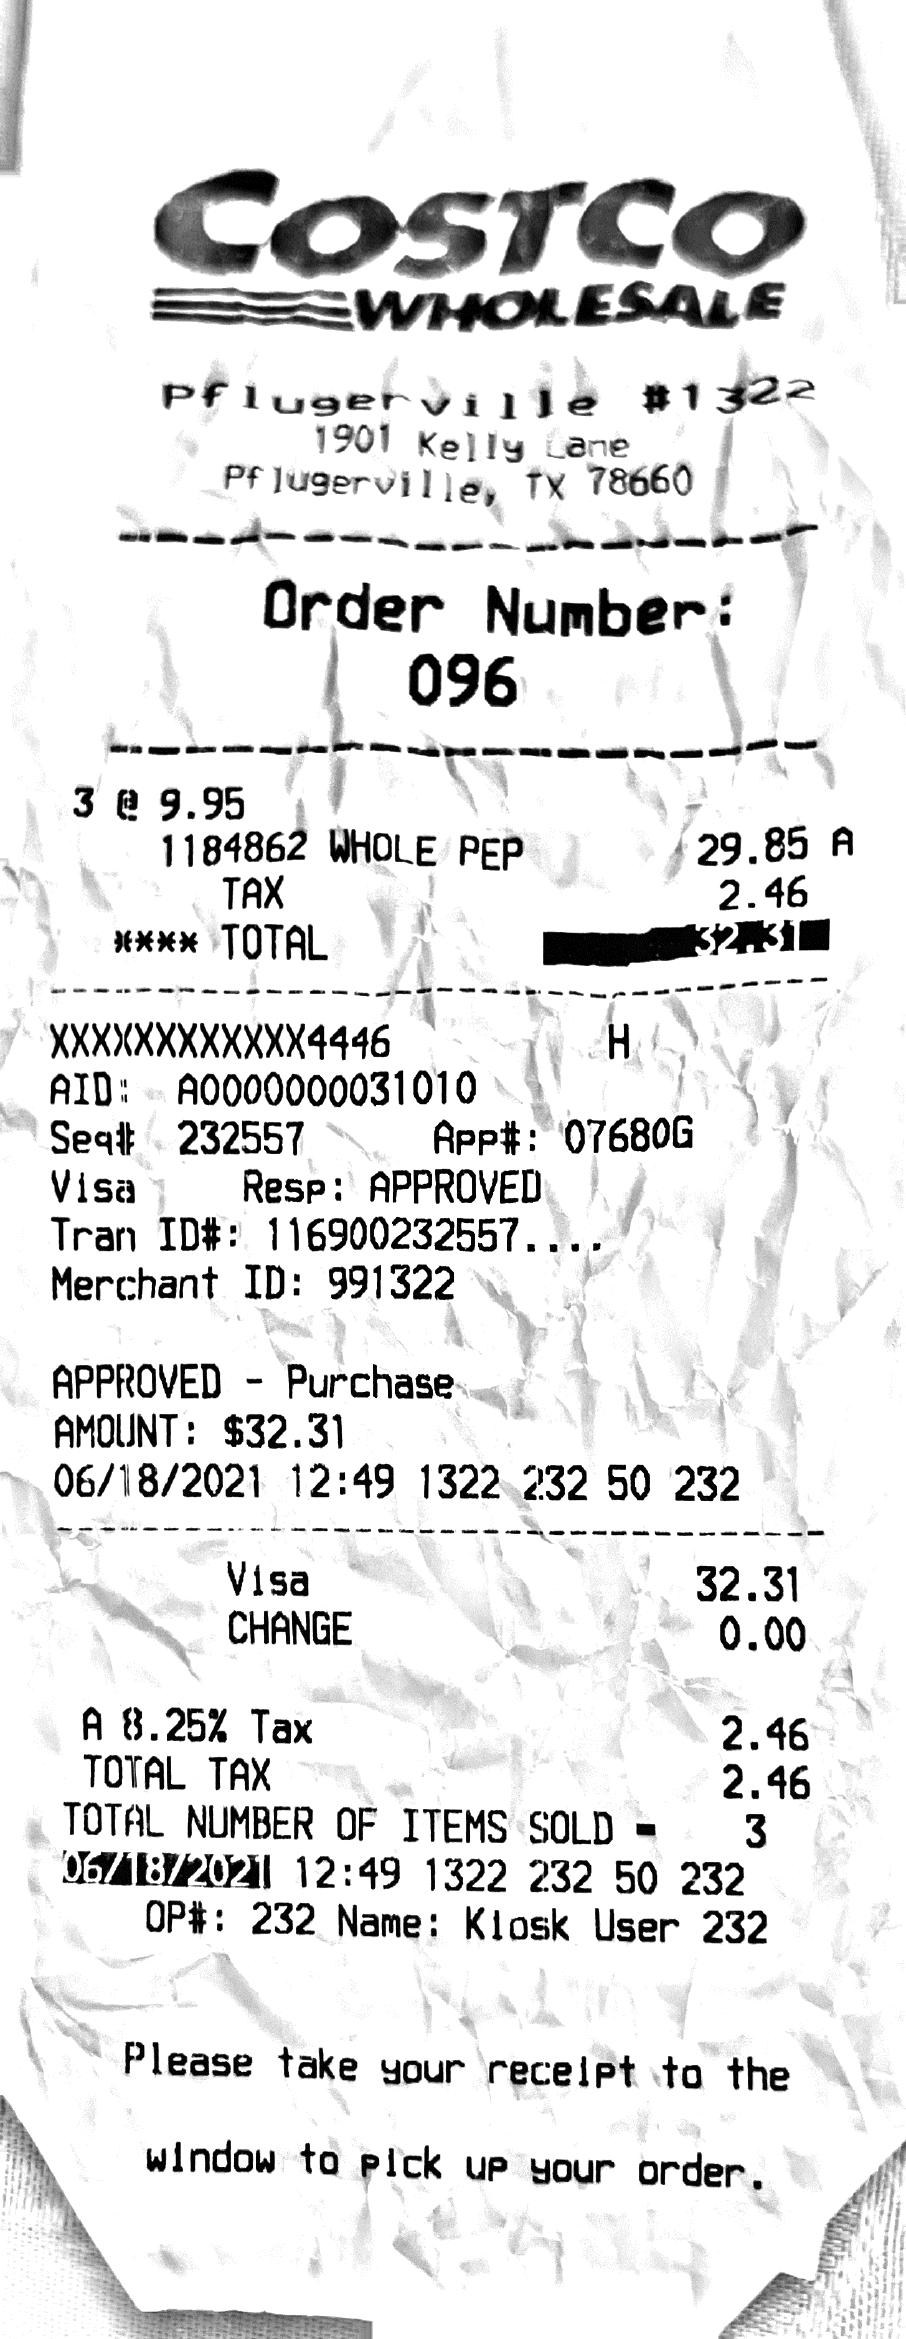 COSTCO
WHOLESALE
Pflugerville #1322
1901 Kelly Lane
Pflugerville, TX 78660
Order Number:
096
3 @ 9.95
1184862 WHOLE PEP 29.85 A
TAX 2.46
**** TOTAL 32.31
XXXXXXXXXXXX4446 H
AID: A0000000031010
Seq# 232557 App#: 07680G
Visa Resp: APPROVED
Tran ID#: 116900232557....
Merchant ID: 991322
APPROVED - Purchase
AMOUNT: $32.31
06/18/2021 12:49 1322 232 50 232
Visa 32.31
CHANGE 0.00
A 8.25% Tax 2.46
TOTAL TAX 2.46
TOTAL NUMBER OF ITEMS SOLD = 3
06/18/2021 12:49 1322 232 50 232
OP#: 232 Name: Kiosk User 232
Please take your receipt to the
window to pick up your order.